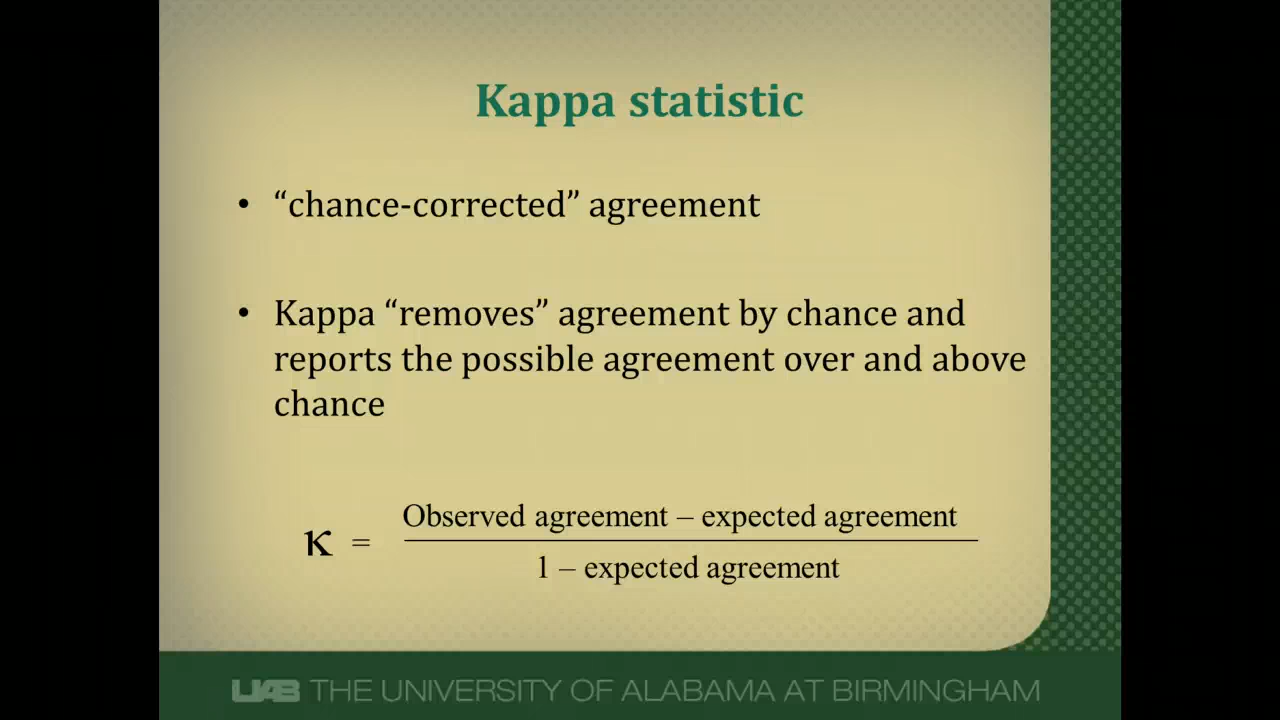 Kappa statistic
• “chance-corrected” agreement
• Kappa “removes” agreement by chance and
reports the possible agreement over and above
chance
κ = Observed agreement – expected agreement
1 – expected agreement
UAB THE UNIVERSITY OF ALABAMA AT BIRMINGHAM